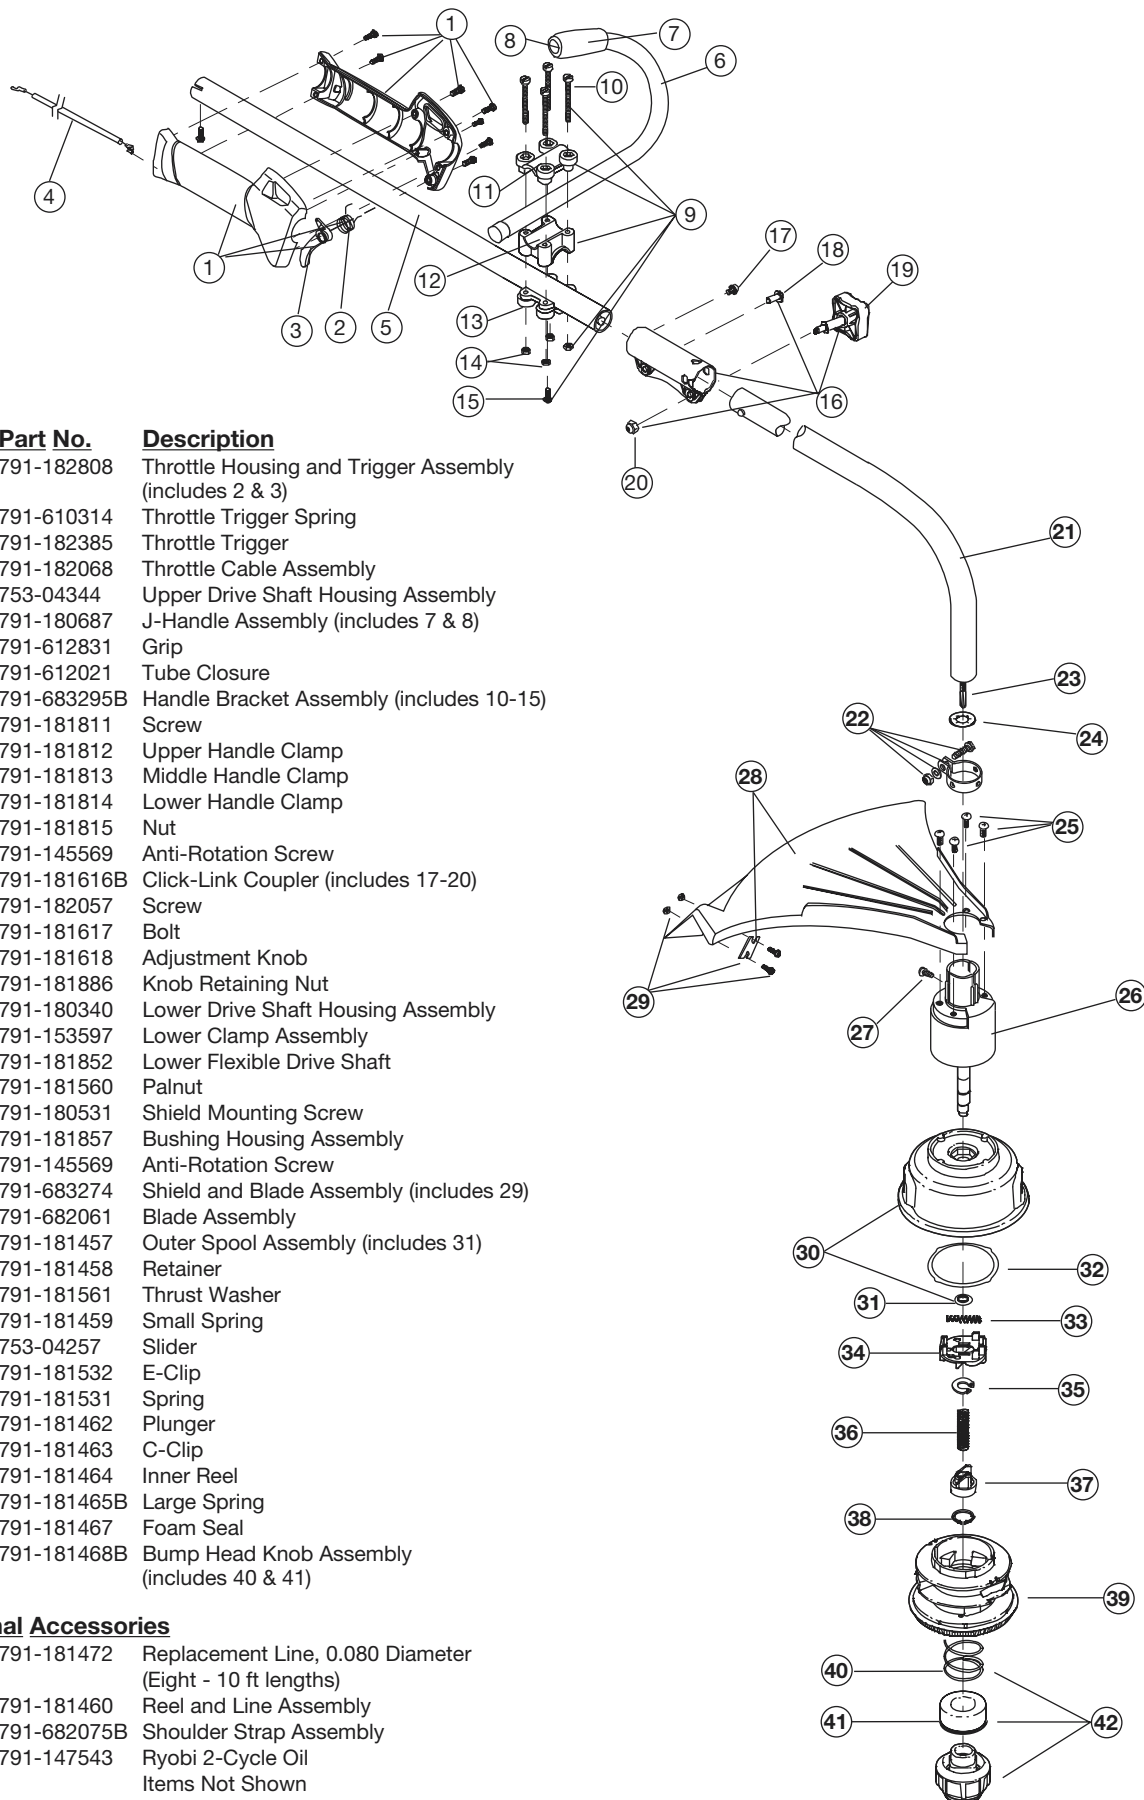 1
8
7
6
10
4
11
9
17
18
19
12
1
3
2
5
13
14
15
16
20
Part No. Description
791-182808 Throttle Housing and Trigger Assembly
(includes 2 & 3)
791-610314 Throttle Trigger Spring
791-182385 Throttle Trigger
791-182068 Throttle Cable Assembly
753-04344 Upper Drive Shaft Housing Assembly
791-180687 J-Handle Assembly (includes 7 & 8)
791-612831 Grip
791-612021 Tube Closure
791-683295B Handle Bracket Assembly (includes 10-15)
791-181811 Screw
791-181812 Upper Handle Clamp
791-181813 Middle Handle Clamp
791-181814 Lower Handle Clamp
791-181815 Nut
791-145569 Anti-Rotation Screw
791-181616B Click-Link Coupler (includes 17-20)
791-182057 Screw
791-181617 Bolt
791-181618 Adjustment Knob
791-181886 Knob Retaining Nut
791-180340 Lower Drive Shaft Housing Assembly
791-153597 Lower Clamp Assembly
791-181852 Lower Flexible Drive Shaft
791-181560 Palnut
791-180531 Shield Mounting Screw
791-181857 Bushing Housing Assembly
791-145569 Anti-Rotation Screw
791-683274 Shield and Blade Assembly (includes 29)
791-682061 Blade Assembly
791-181457 Outer Spool Assembly (includes 31)
791-181458 Retainer
791-181561 Thrust Washer
791-181459 Small Spring
753-04257 Slider
791-181532 E-Clip
791-181531 Spring
791-181462 Plunger
791-181463 C-Clip
791-181464 Inner Reel
791-181465B Large Spring
791-181467 Foam Seal
791-181468B Bump Head Knob Assembly
(includes 40 & 41)
nal Accessories
791-181472 Replacement Line, 0.080 Diameter
(Eight - 10 ft lengths)
791-181460 Reel and Line Assembly
791-682075B Shoulder Strap Assembly
791-147543 Ryobi 2-Cycle Oil
Items Not Shown
21
23
22
24
28
25
29
27
26
30
32
31
33
34
35
36
37
38
39
40
41
42